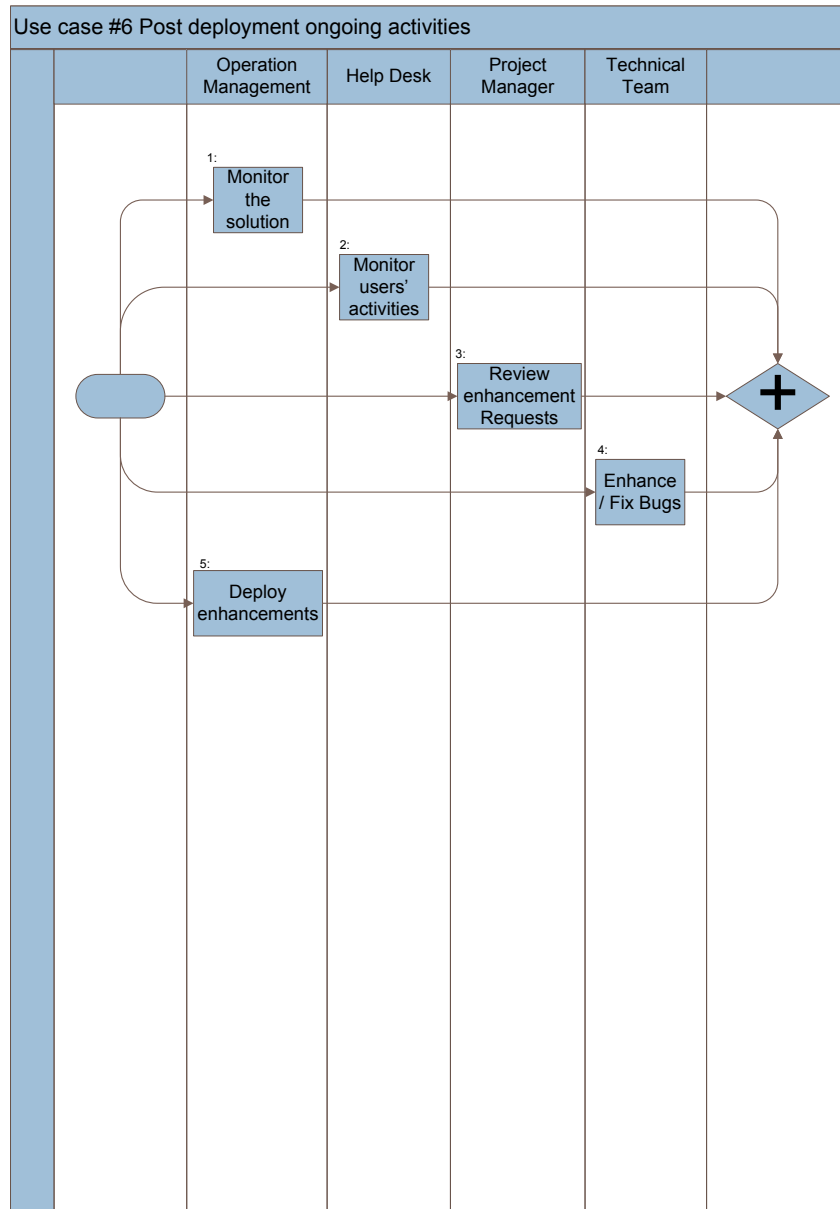 Use case #6 Post deployment ongoing activities
Operation
Management
Help Desk
Project
Manager
Technical
Team
1:
Monitor
the
solution
2:
Monitor
users’
activities
3:
Review
enhancement
Requests
4:
Enhance
/ Fix Bugs
5:
Deploy
enhancements